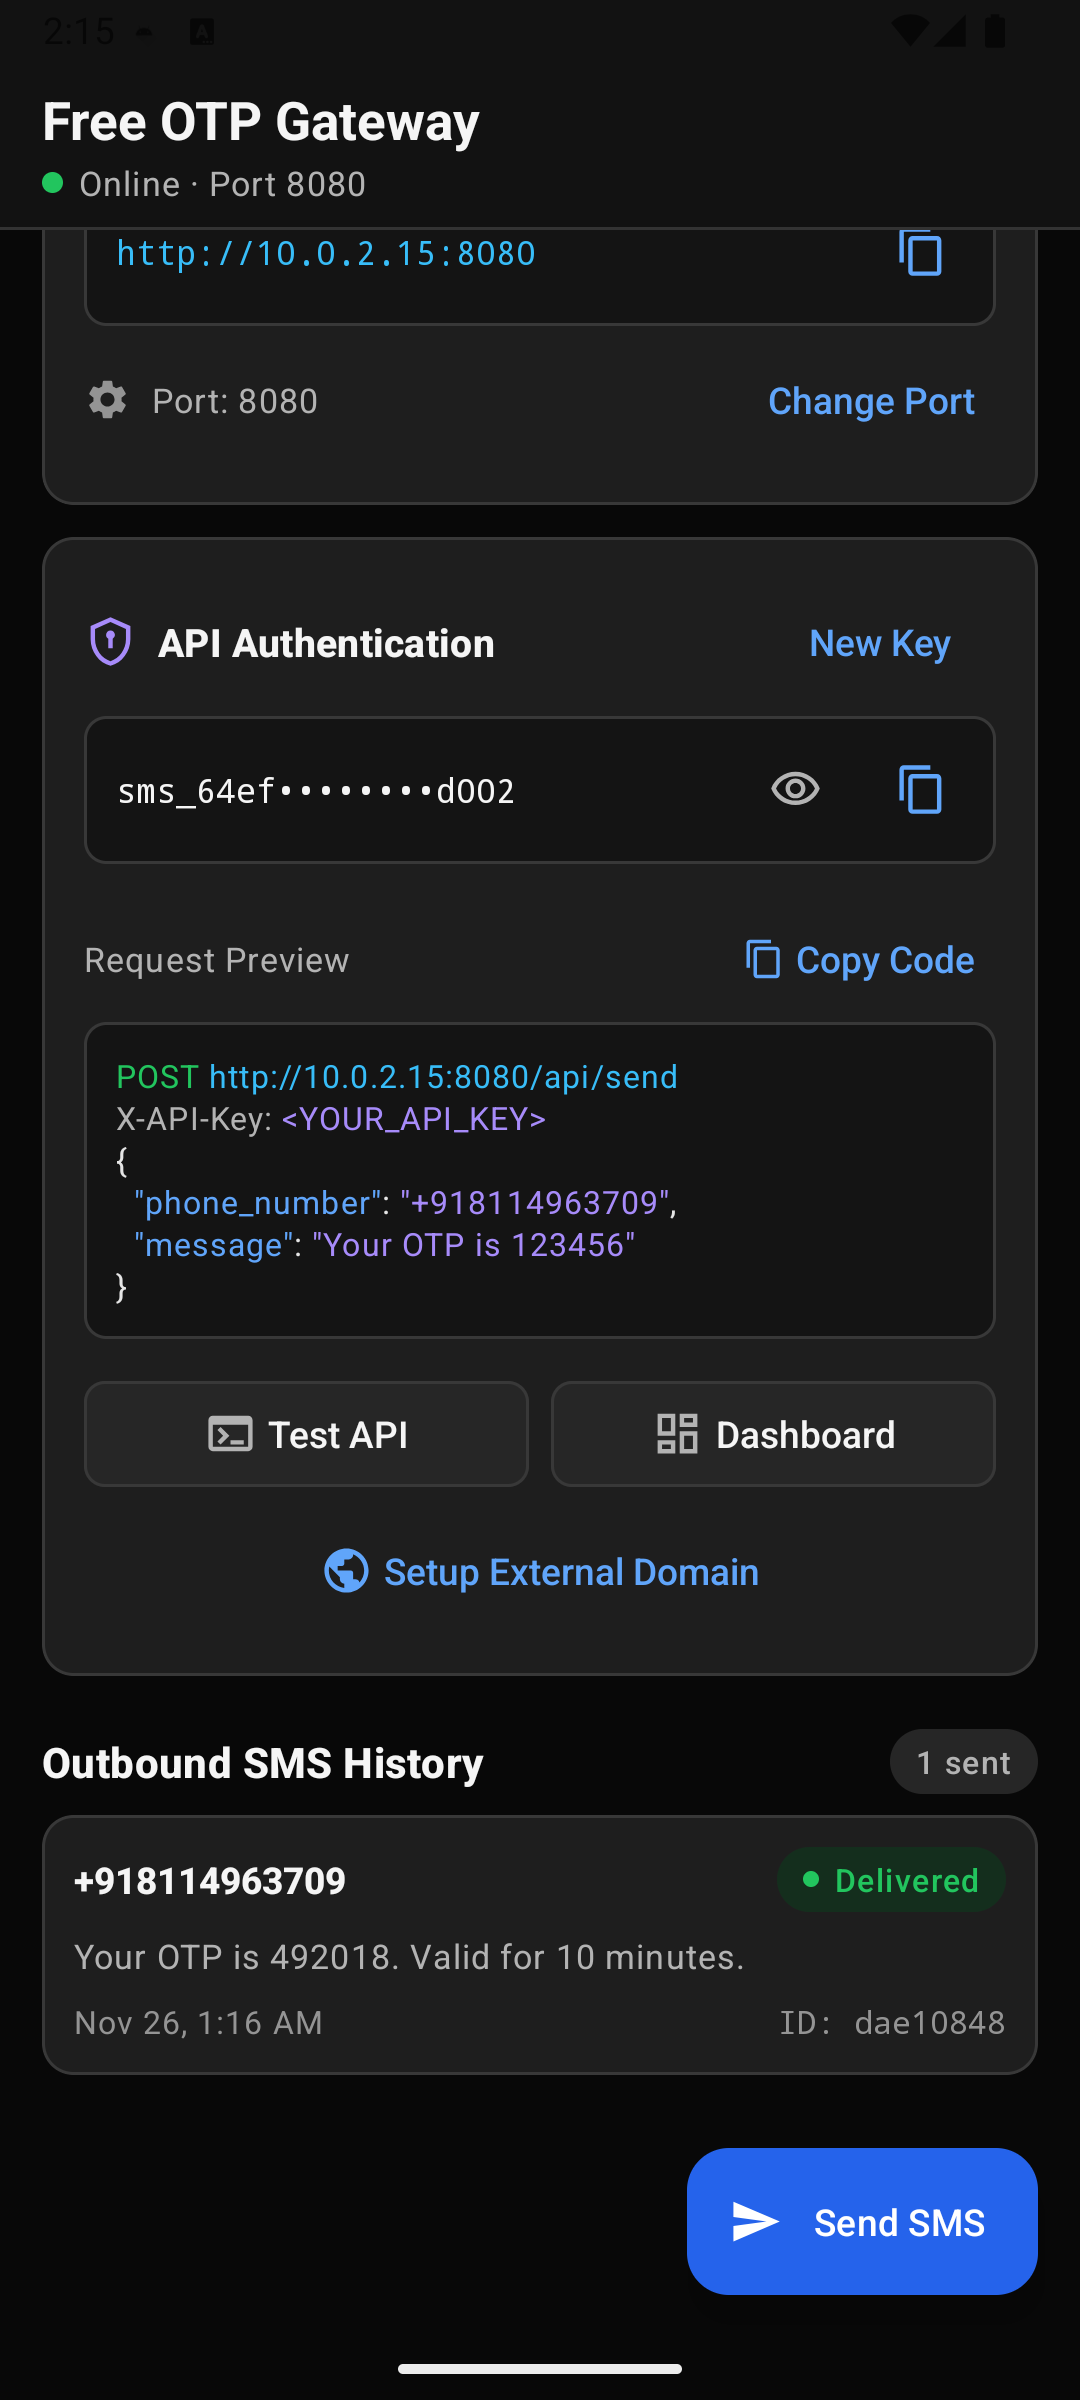 2:15
Free OTP Gateway
Online · Port 8080
http://10.0.2.15:8080
Port: 8080
Change Port
API Authentication
New Key
sms_64ef••••••••d002
Request Preview
Copy Code
POST http://10.0.2.15:8080/api/send
X-API-Key: <YOUR_API_KEY>
{
"phone_number": "+918114963709",
"message": "Your OTP is 123456"
}
Test API
Dashboard
Setup External Domain
Outbound SMS History
1 sent
+918114963709
Delivered
Your OTP is 492018. Valid for 10 minutes.
Nov 26, 1:16 AM
ID: dae10848
Send SMS